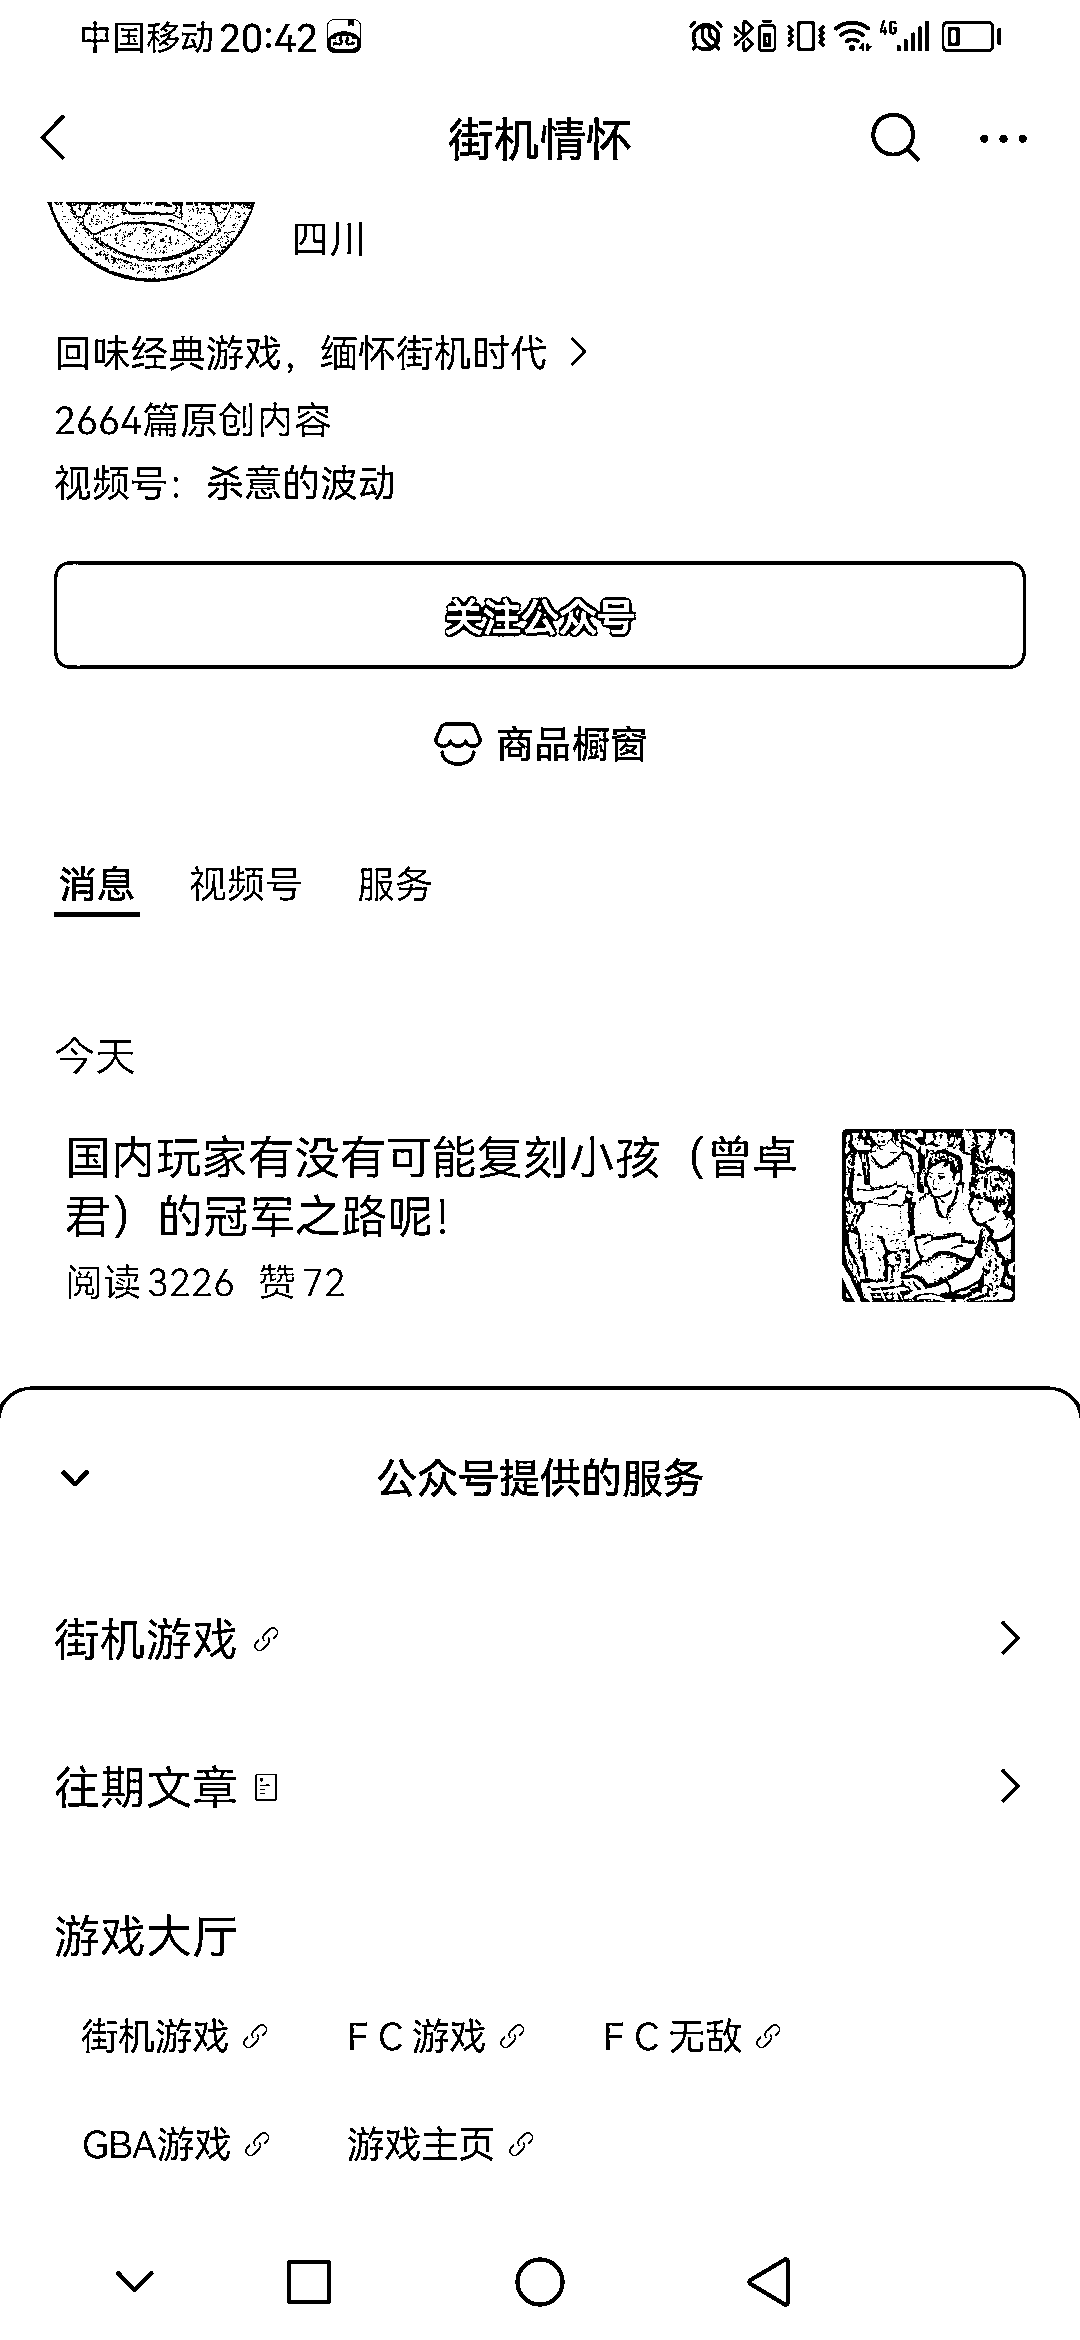 中国移动 20:42 4G
街机情怀
四川
回味经典游戏，缅怀街机时代
2664篇原创内容
视频号：杀意的波动
关注公众号
商品橱窗
消息 视频号 服务
今天
国内玩家有没有可能复刻小孩（曾卓
君）的冠军之路呢！
阅读 3226 赞 72
公众号提供的服务
街机游戏
往期文章
游戏大厅
街机游戏 F C 游戏 F C 无敌
GBA游戏 游戏主页